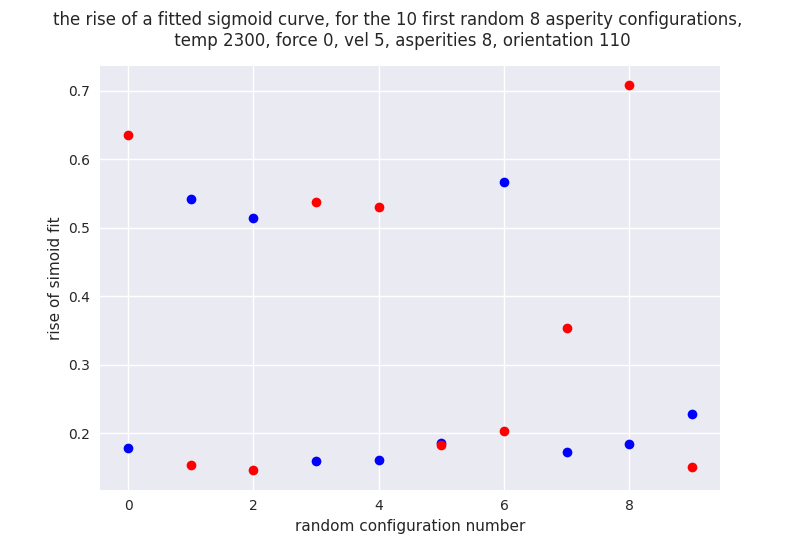 the rise of a fitted sigmoid curve, for the 10 first random 8 asperity configurations,
temp 2300, force 0, vel 5, asperities 8, orientation 110
0.7
0.6
0.5
0.4
0.3
0.2
rise of simoid fit
0 2 4 6 8
random configuration number